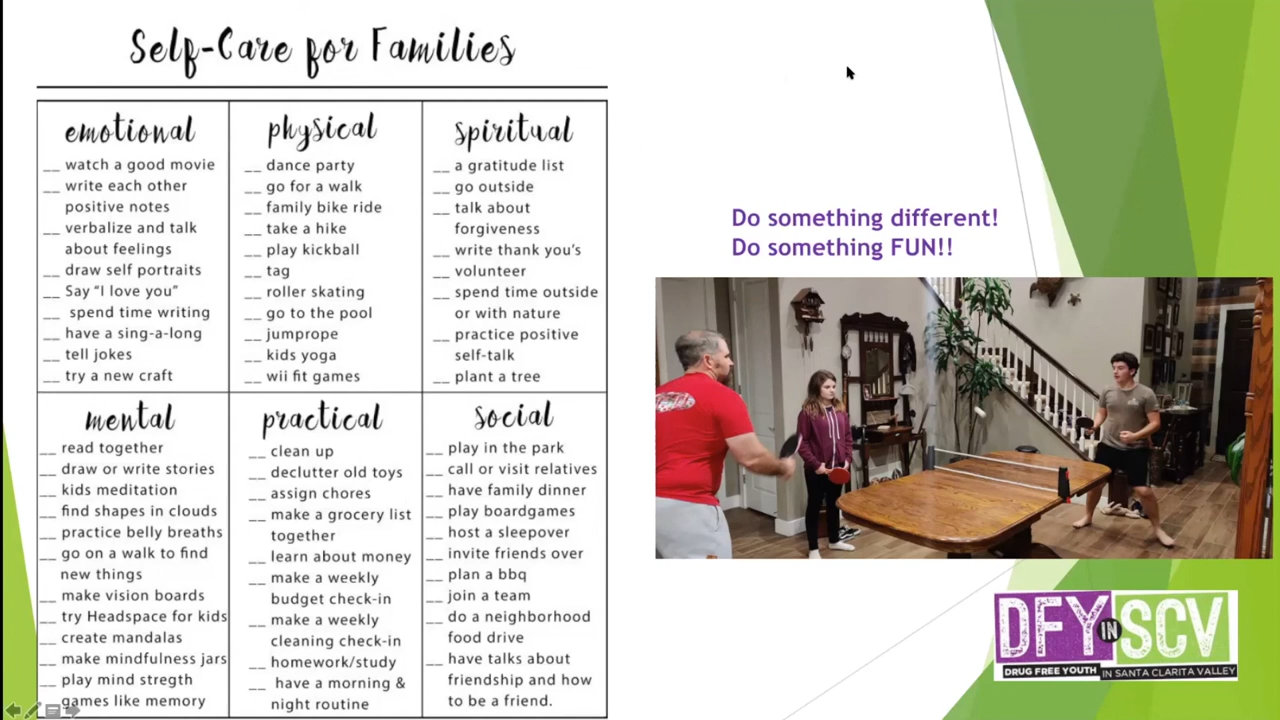 Self-Care for Families
emotional
__ watch a good movie
__ write each other
positive notes
__ verbalize and talk
about feelings
__ draw self portraits
__ Say “I love you”
__ spend time writing
__ have a sing-a-long
__ tell jokes
__ try a new craft
physical
__ dance party
__ go for a walk
__ family bike ride
__ take a hike
__ play kickball
__ tag
__ roller skating
__ go to the pool
__ jumprope
__ kids yoga
__ wii fit games
spiritual
__ a gratitude list
__ go outside
__ talk about
forgiveness
__ write thank you's
__ volunteer
__ spend time outside
or with nature
__ practice positive
self-talk
__ plant a tree
mental
__ read together
__ draw or write stories
__ kids meditation
__ find shapes in clouds
__ practice belly breaths
__ go on a walk to find
new things
__ make vision boards
__ try Headspace for kids
__ create mandalas
__ make mindfulness jars
__ play mind stregth
games like memory
practical
__ clean up
__ declutter old toys
__ assign chores
__ make a grocery list
together
__ learn about money
__ make a weekly
budget check-in
__ make a weekly
cleaning check-in
__ homework/study
__ have a morning &
night routine
social
__ play in the park
__ call or visit relatives
__ have family dinner
__ play boardgames
__ host a sleepover
__ invite friends over
__ plan a bbq
__ join a team
__ do a neighborhood
food drive
__ have talks about
friendship and how
to be a friend.
Do something different!
Do something FUN!!
DFY IN SCV
DRUG FREE YOUTH IN SANTA CLARITA VALLEY